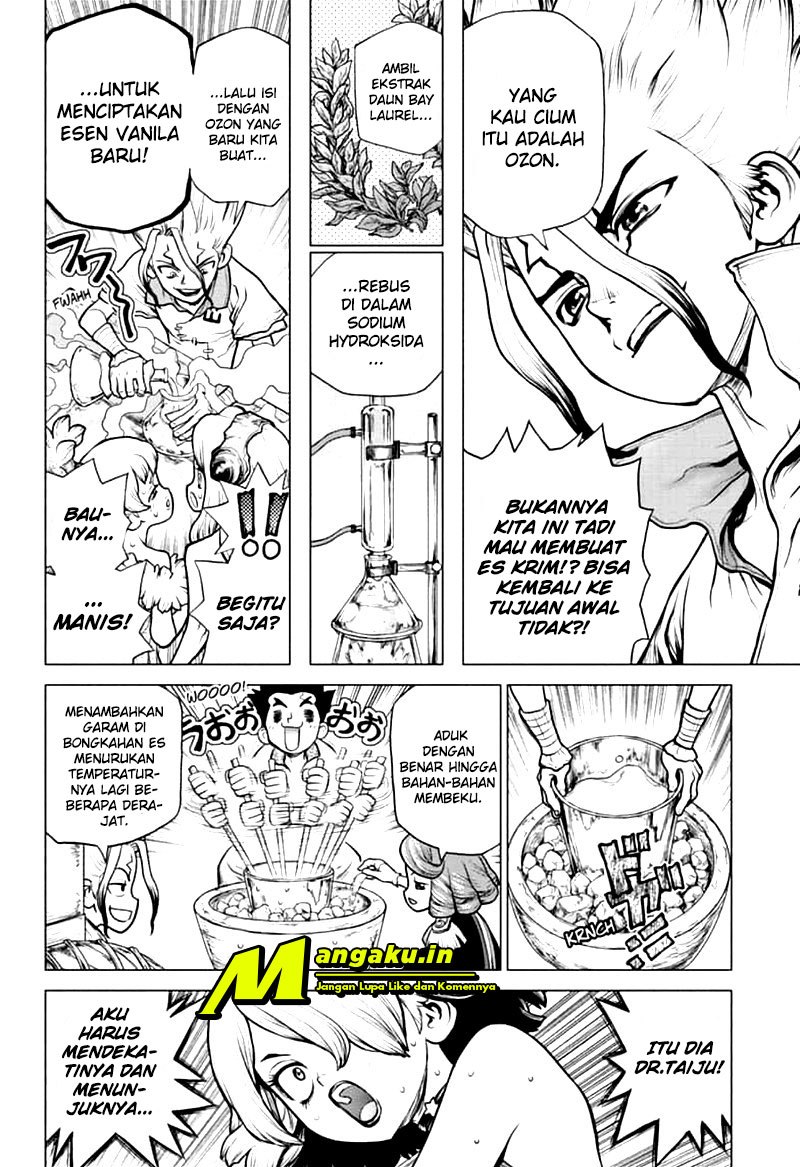 YANG
KAU CIUM
ITU ADALAH
OZON.
BUKANNYA
KITA INI TADI
MAU MEMBUAT
ES KRIM!? BISA
KEMBALI KE
TUJUAN AWAL
TIDAK?!
AMBIL
EKSTRAK
DAUN BAY
LAUREL...
...REBUS
DI DALAM
SODIUM
HYDROKSIDA
...
...LALU ISI
DENGAN
OZON YANG
BARU KITA
BUAT...
...UNTUK
MENCIPTAKAN
ESEN VANILA
BARU!
FWAHH
!!
BEGITU
SAJA?
BAU-
NYA...
...
MANIS!
KRNCH
ADUK
DENGAN
BENAR HINGGA
BAHAN-BAHAN
MEMBEKU.
WOOOO!
うおお
おお
MENAMBAHKAN
GARAM DI
BONGKAHAN ES
MENURUKAN
TEMPERATUR-
NYA LAGI BE-
BERAPA DERA-
JAT.
Mangaku.in
Jangan Lupa Like dan Komennya
ITU DIA
DR.TAIJU!
AKU
HARUS
MENDEKA-
TINYA DAN
MENUN-
JUKNYA...